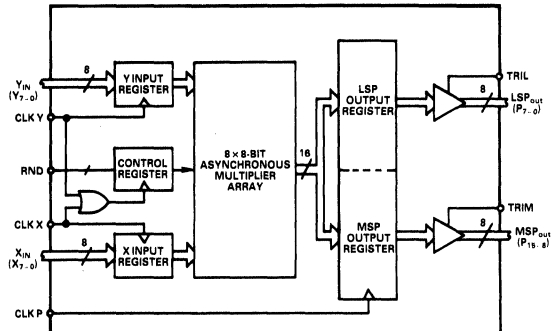 8
Y INPUT
REGISTER
YIN
(Y7-0)
CLK Y
RND
CONTROL
REGISTER
CLK X
XIN
(X7-0)
8
X INPUT
REGISTER
CLK P
8 × 8-BIT
ASYNCHRONOUS
MULTIPLIER
ARRAY
16
LSP
OUTPUT
REGISTER
MSP
OUTPUT
REGISTER
TRIL
8
LSPout
(P7-0)
TRIM
8
MSPout
(P15-8)